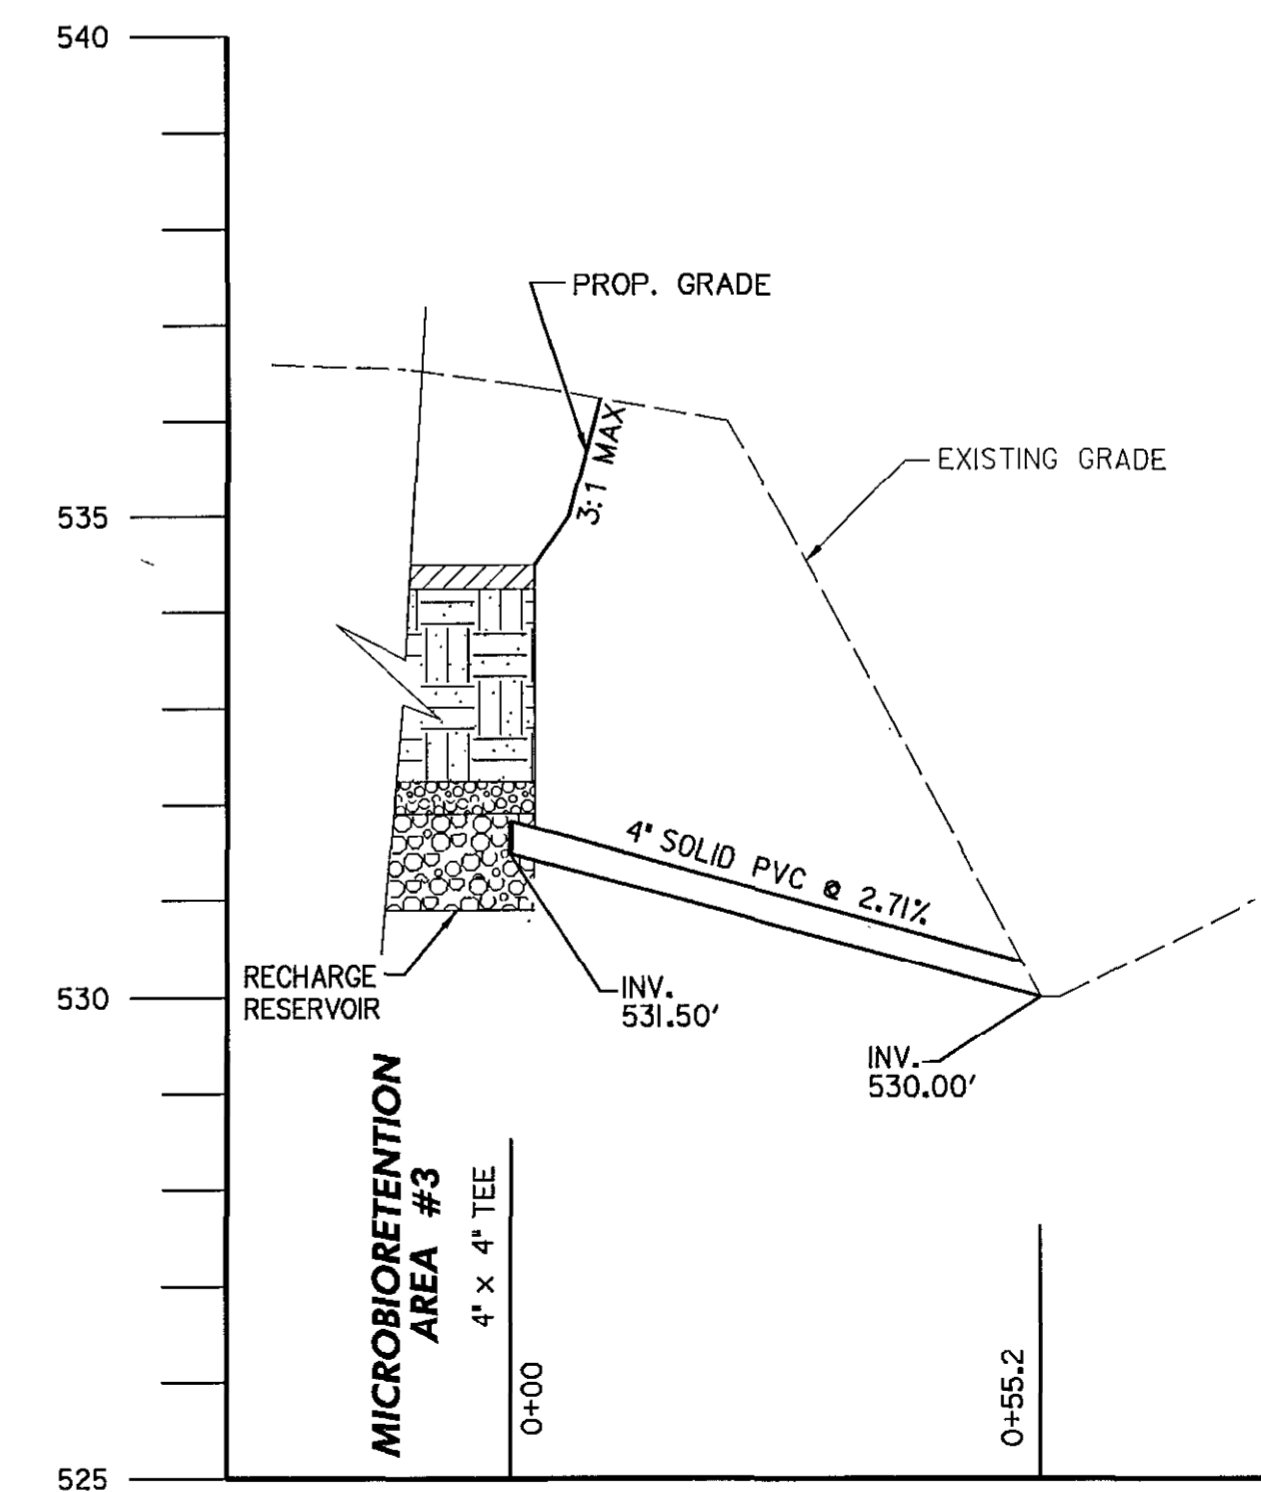 540
PROP. GRADE
3:1 MAX
EXISTING GRADE
535
4" SOLID PVC @ 2.71%
RECHARGE
RESERVOIR
INV.
531.50'
530
INV.
530.00'
MICROBIORETENTION
AREA #3
4" x 4" TEE
0+00
0+55.2
525